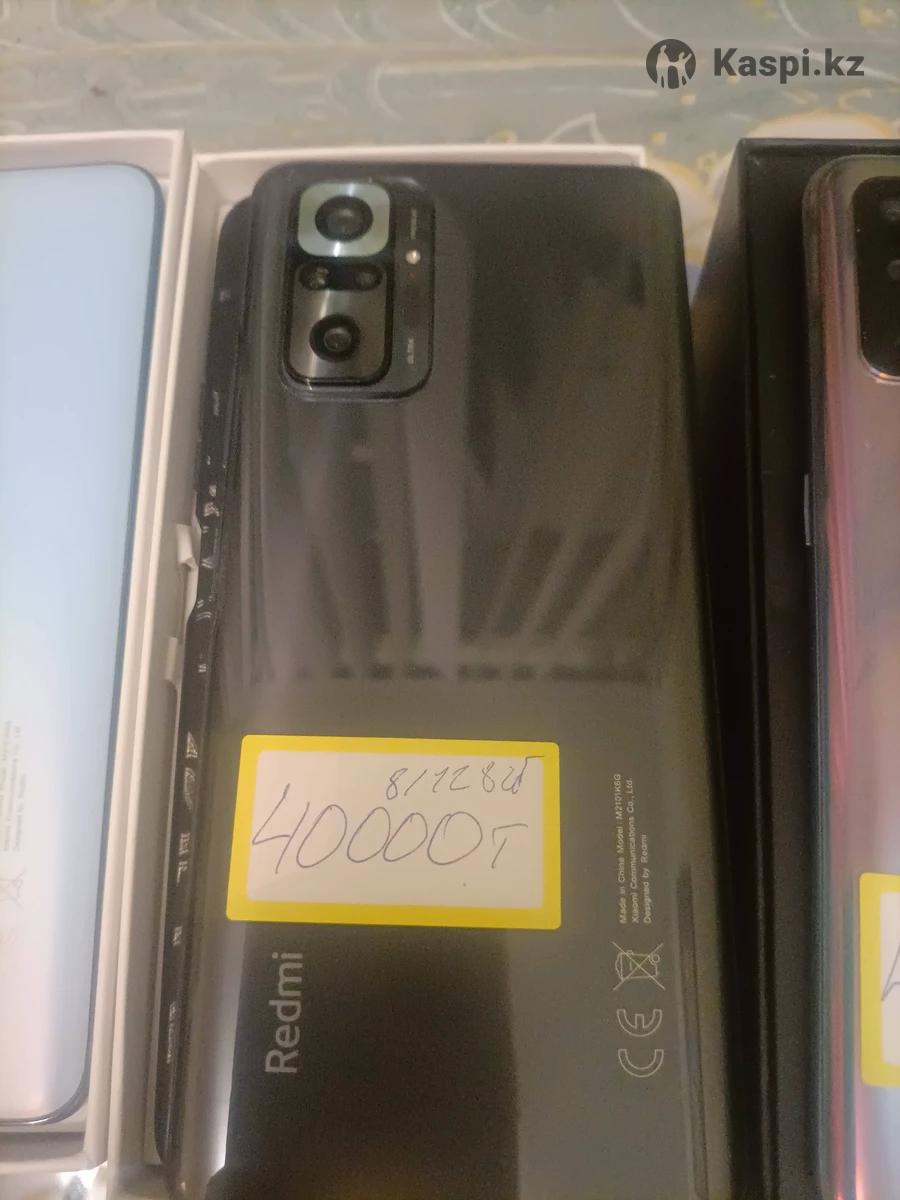 Kaspi.kz
ULTRA
8/128гб
40000т
Made in China Model: M2101K6G
Xiaomi Communications Co., Ltd.
Designed by Redmi
Redmi
CE